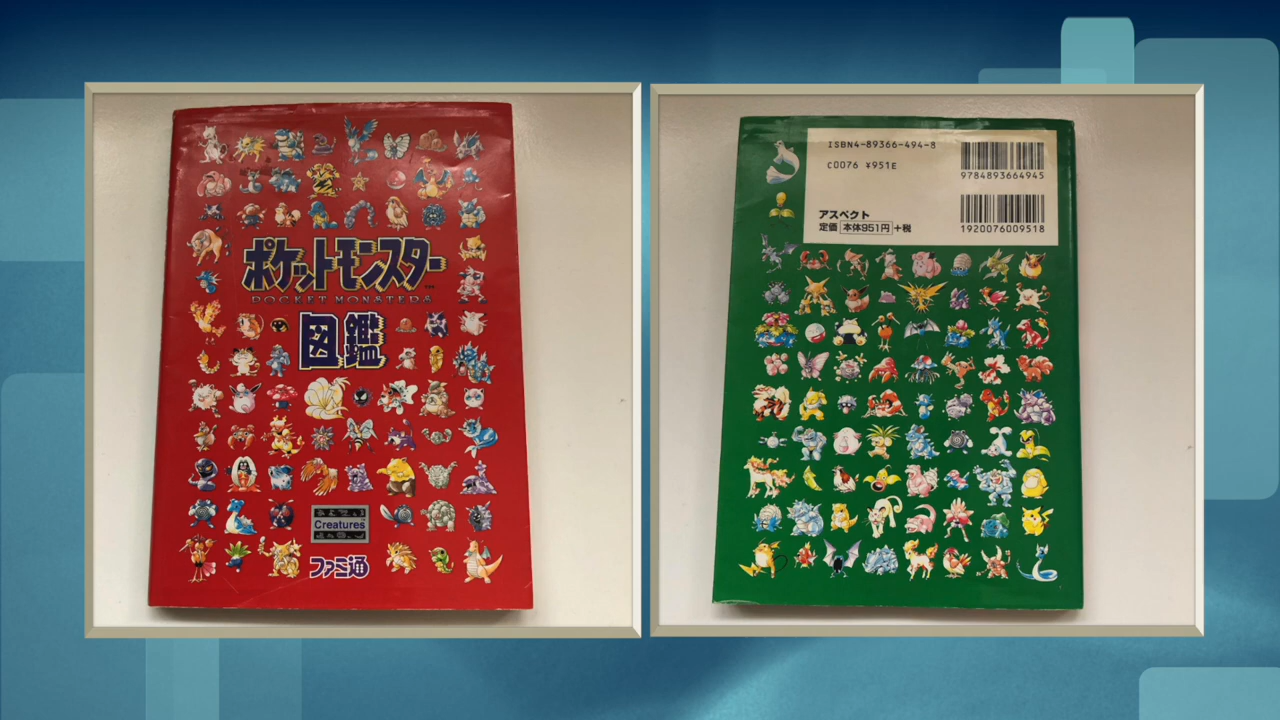 ポケットモンスター
POCKET MONSTERS
図鑑
Creatures
ファミ通
ISBN4-89366-494-8
C0076 ¥951E
9784893664945
アスペクト
定価 本体951円 +税
1920076009518